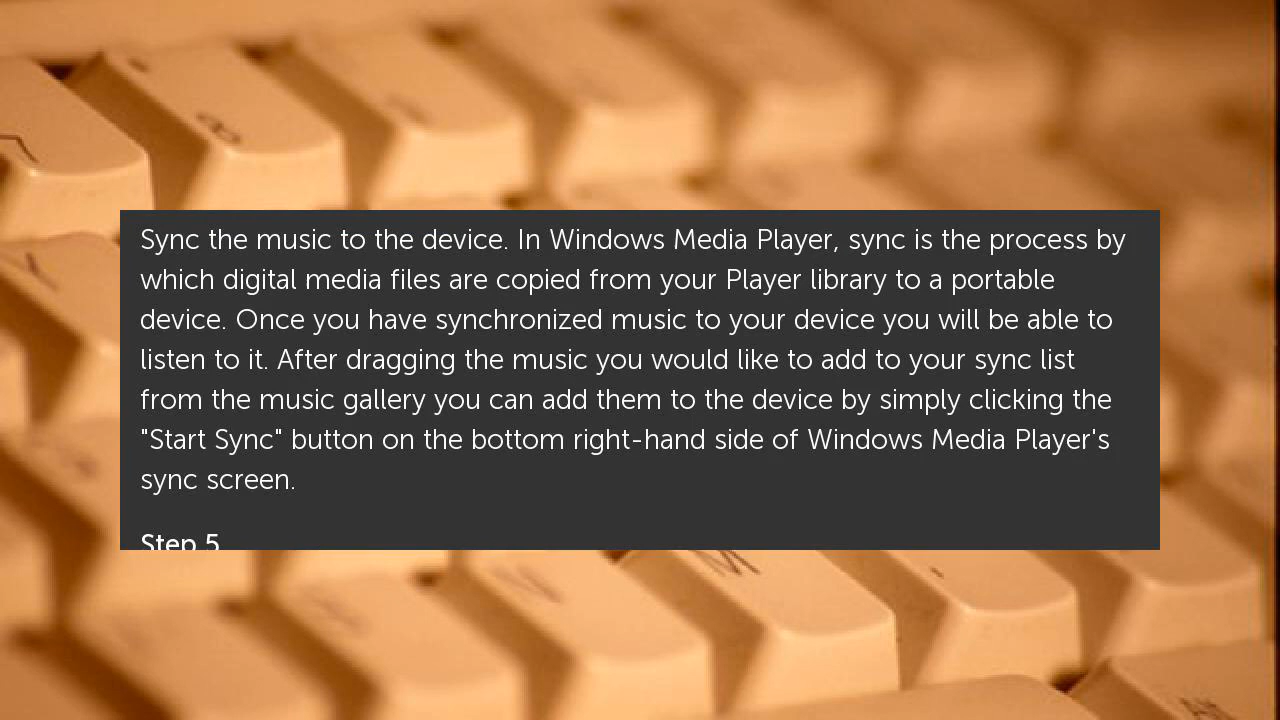 Sync the music to the device. In Windows Media Player, sync is the process by
which digital media files are copied from your Player library to a portable
device. Once you have synchronized music to your device you will be able to
listen to it. After dragging the music you would like to add to your sync list
from the music gallery you can add them to the device by simply clicking the
"Start Sync" button on the bottom right-hand side of Windows Media Player's
sync screen.
Step 5
8
Y
M